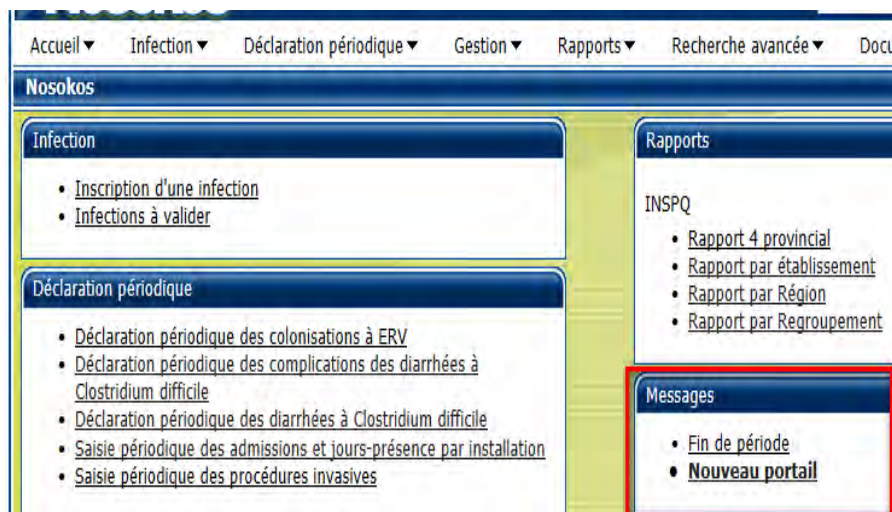 Accueil Infection Déclaration périodique Gestion Rapports Recherche avancée
Nosokos
Infection
Inscription d'une infection
Infections à valider
Déclaration périodique
Déclaration périodique des colonisations à ERV
Déclaration périodique des complications des diarrhées à
Clostridium difficile
Déclaration périodique des diarrhées à Clostridium difficile
Saisie périodique des admissions et jours-présence par installation
Saisie périodique des procédures invasives
Rapports
INSPQ
Rapport 4 provincial
Rapport par établissement
Rapport par Région
Rapport par Regroupement
Messages
Fin de période
Nouveau portail